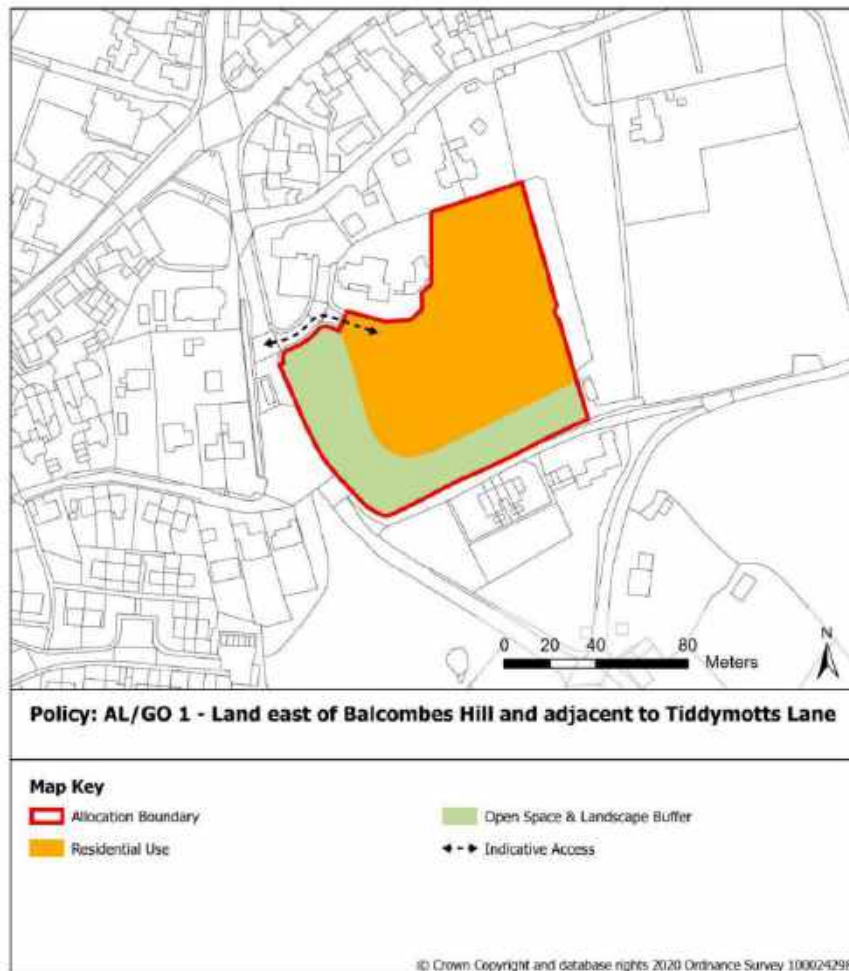 0 20 40 60 80
Meters
N
Policy: AL/GO 1 - Land east of Balcombes Hill and adjacent to Tiddymotts Lane
Map Key
Allocation Boundary
Open Space & Landscape Buffer
Residential Use
Indicative Access
© Crown Copyright and database rights 2020 Ordnance Survey 100024298